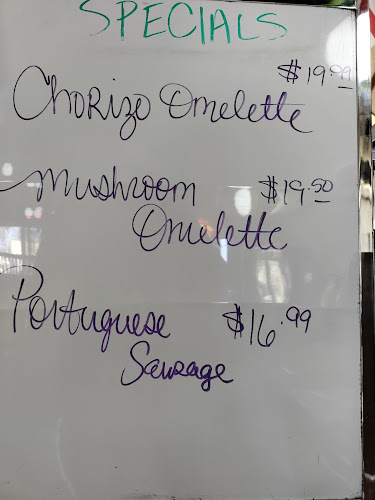 SPECIALS
$19.99
Chorizo Omelette
Mushroom $19.50
Omelette
Portuguese $16.99
Sausage